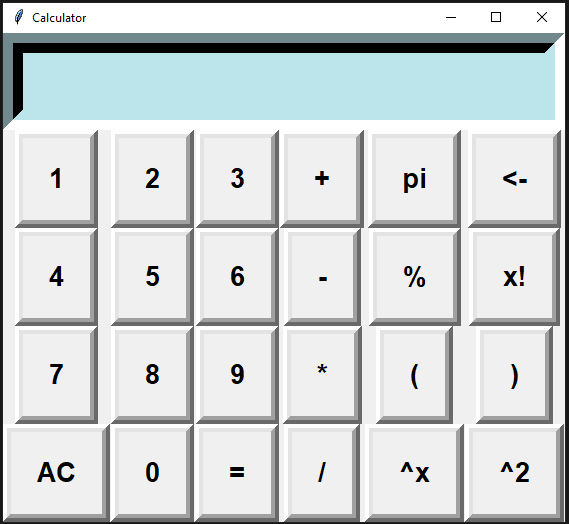 Calculator
1 2 3 + pi <-
4 5 6 - % x!
7 8 9 * ( )
AC 0 = / ^x ^2